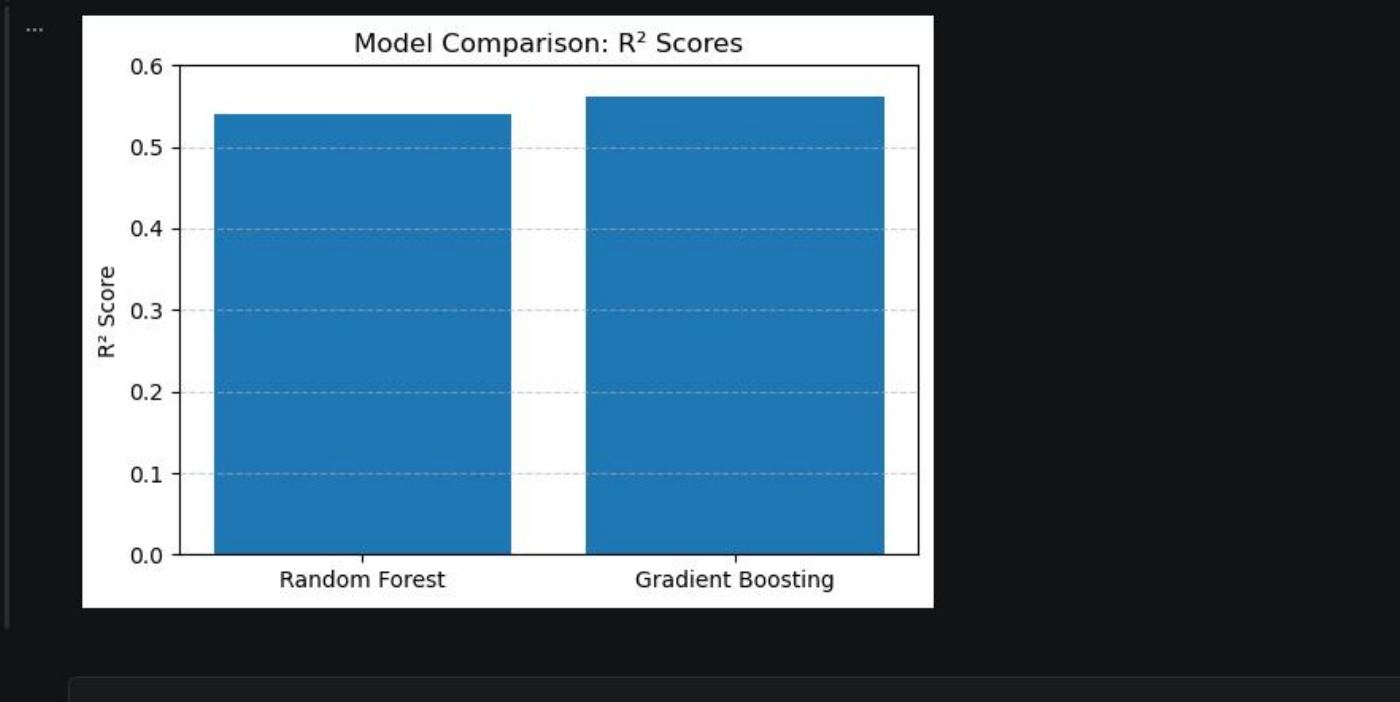 ...
Model Comparison: R² Scores
0.6
0.5
0.4
0.3
0.2
0.1
0.0
R² Score
Random Forest
Gradient Boosting